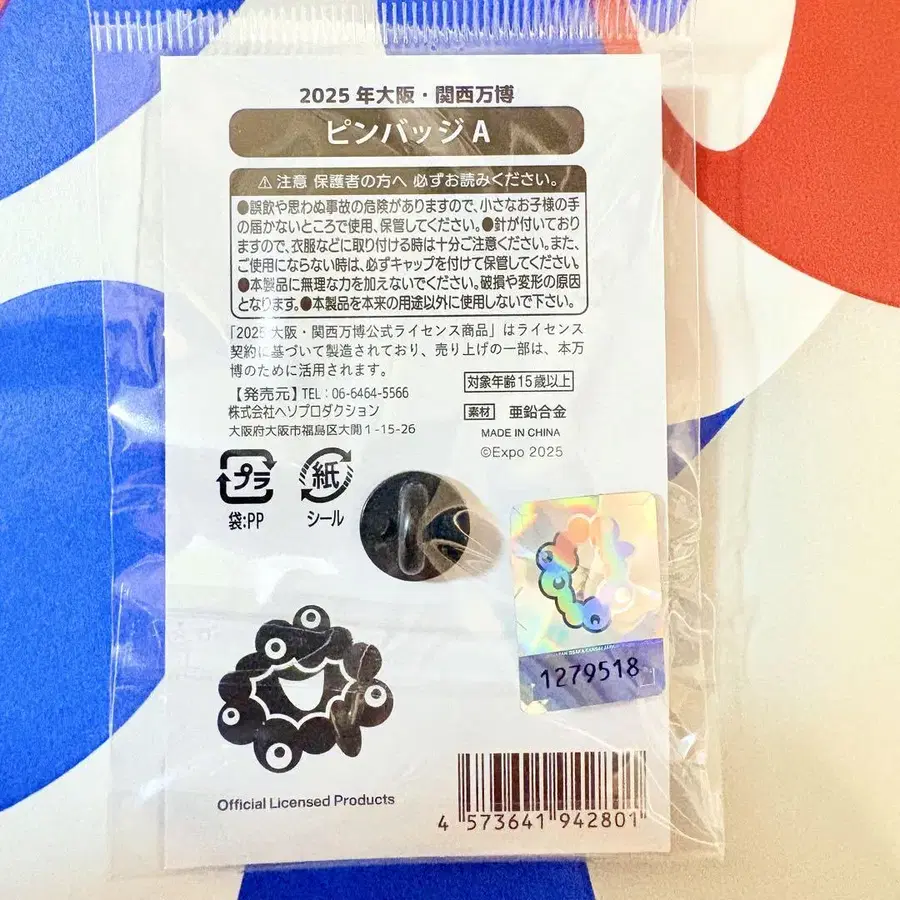 2025年大阪・関西万博
ピンバッジA
⚠注意 保護者の方へ 必ずお読みください。
●誤飲や思わぬ事故の危険がありますので、小さなお子様の手
の届かないところで使用、保管してください。●針が付いており
ますので、衣服などに取り付ける時は十分ご注意ください。また、
ご使用にならない時は、必ずキャップを付けて保管してください。
●本製品に無理な力を加えないでください。破損や変形の原因
となります。●本製品を本来の用途以外に使用しないで下さい。
「2025 大阪・関西万博公式ライセンス商品」はライセンス
契約に基づいて製造されており、売り上げの一部は、本万
博のために活用されます。
対象年齢15歳以上
【発売元】TEL：06-6464-5566
株式会社ヘソプロダクション
大阪府大阪市福島区大開1-15-26
素材 亜鉛合金
MADE IN CHINA
©Expo 2025
プラ
袋:PP
紙
シール
1279518
Official Licensed Products
4 573641 942801